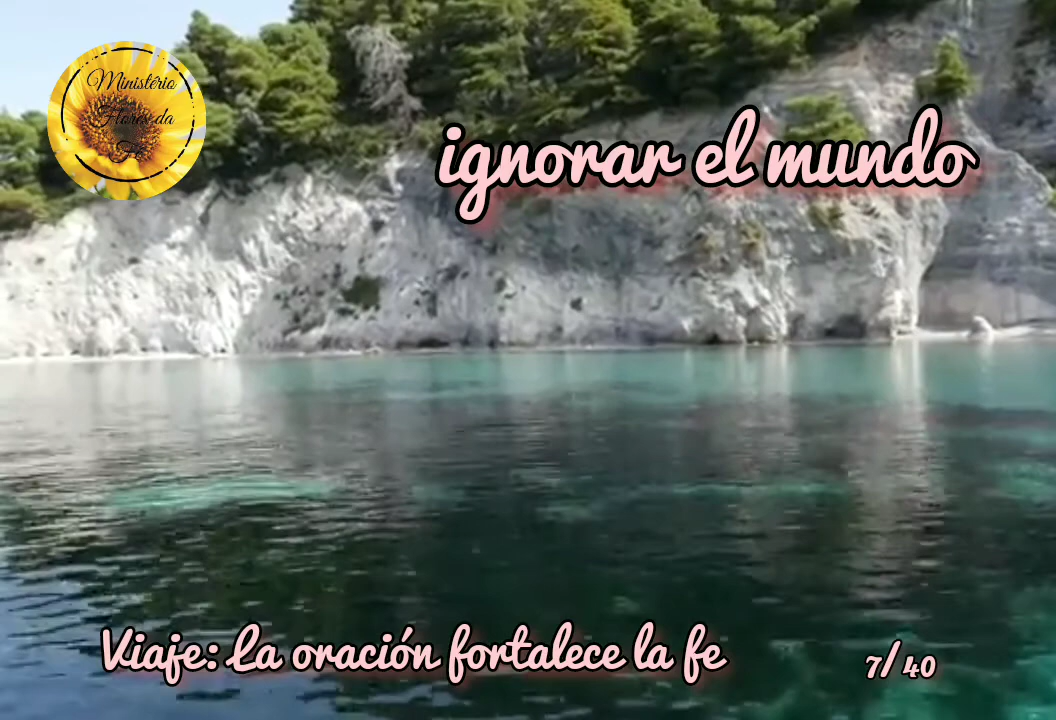 Ministério
Flores da
ignorar el mundo
Viaje: La oración fortalece la fe
7/40